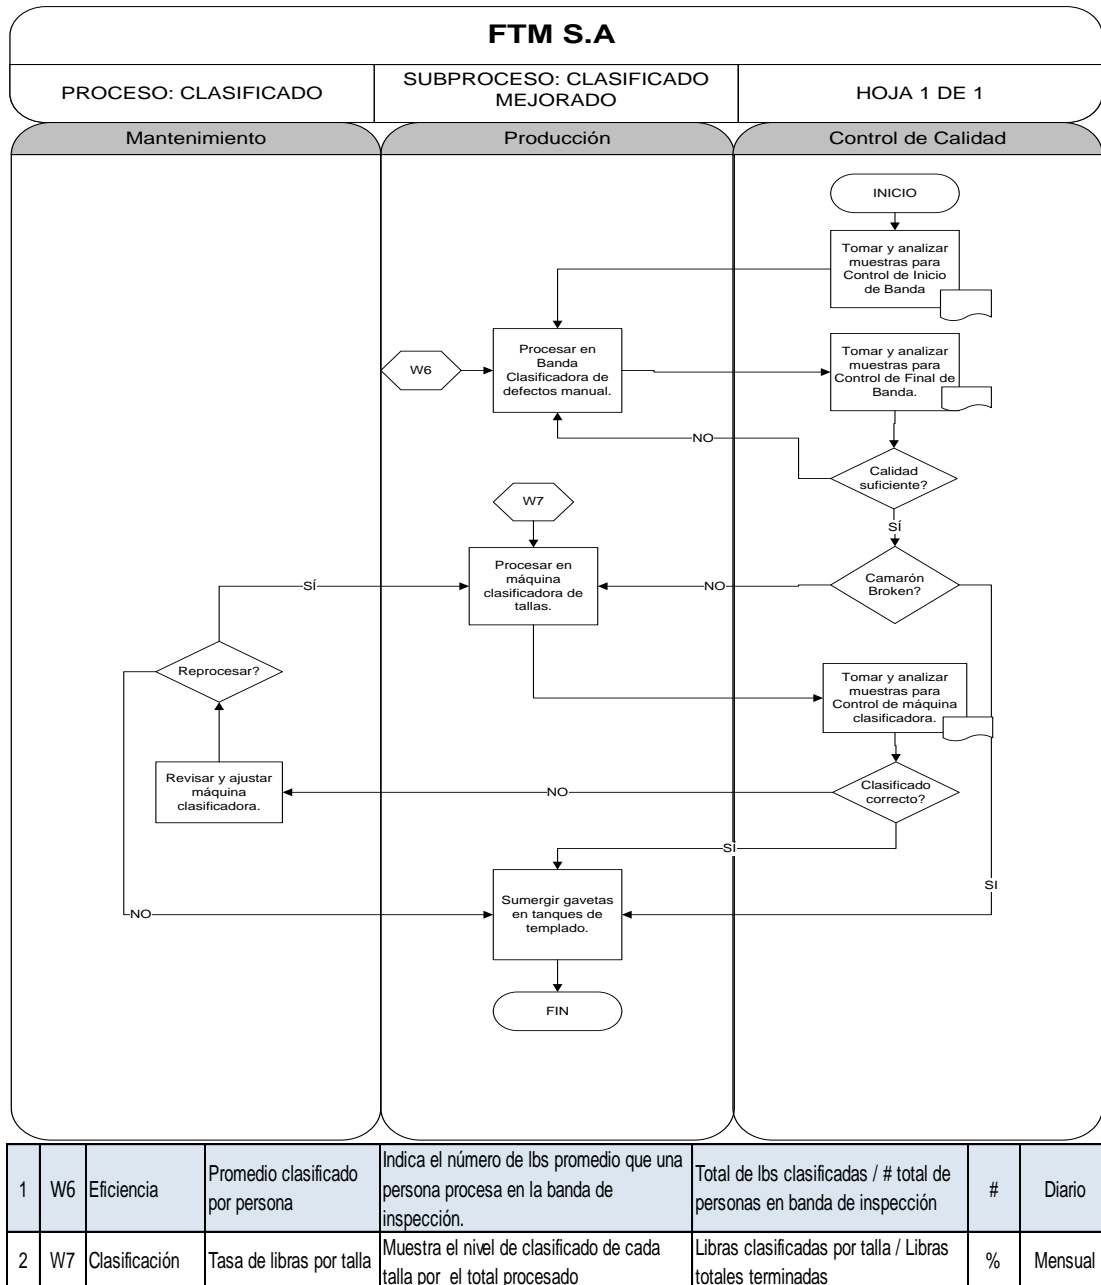 FTM S.A
PROCESO: CLASIFICADO
SUBPROCESO: CLASIFICADO
MEJORADO
HOJA 1 DE 1
Mantenimiento
Producción
Control de Calidad
INICIO
Tomar y analizar
muestras para
Control de Inicio
de Banda
Procesar en
Banda
Clasificadora de
defectos manual.
W6
Tomar y analizar
muestras para
Control de Final de
Banda.
NO
Calidad
suficiente?
W7
SÍ
Procesar en
máquina
clasificadora de
tallas.
SÍ
NO
Camarón
Broken?
Reprocesar?
Tomar y analizar
muestras para
Control de máquina
clasificadora.
Revisar y ajustar
máquina
clasificadora.
NO
Clasificado
correcto?
SÍ
SI
Sumergir gavetas
en tanques de
templado.
NO
FIN
1 W6 Eficiencia
Promedio clasificado
por persona
Indica el número de lbs promedio que una
persona procesa en la banda de
inspección.
Total de lbs clasificadas / # total de
personas en banda de inspección
# Diario
2 W7 Clasificación Tasa de libras por talla
Muestra el nivel de clasificado de cada
talla por el total procesado
Libras clasificadas por talla / Libras
totales terminadas
% Mensual